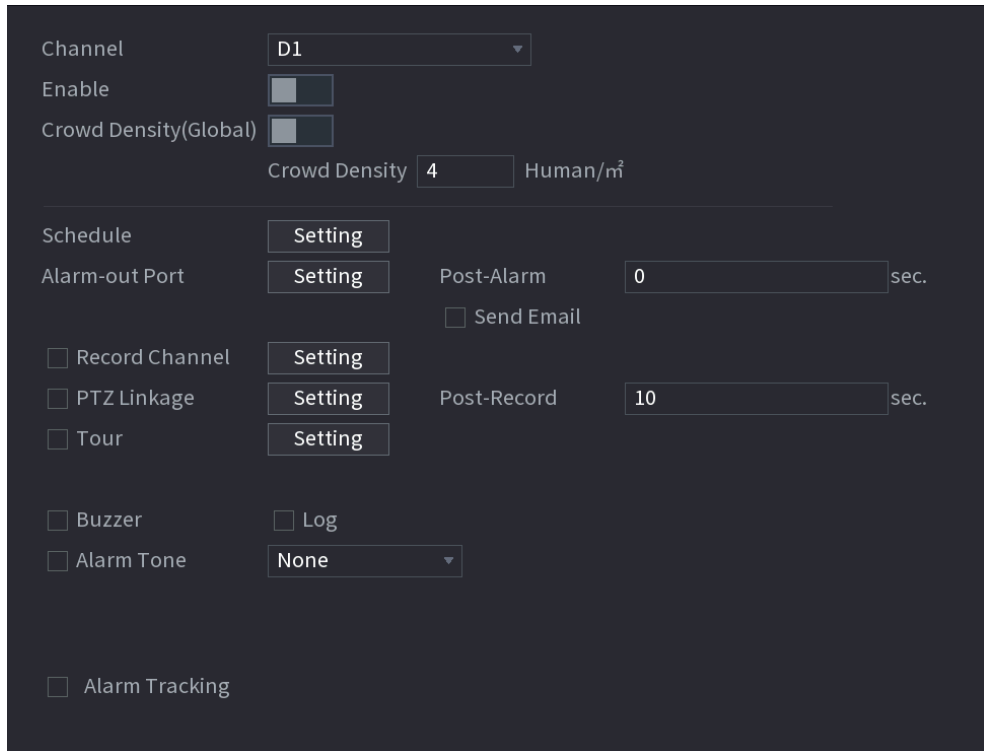 Channel D1
Enable
Crowd Density(Global)
Crowd Density 4 Human/㎡
Schedule Setting
Alarm-out Port Setting Post-Alarm 0 sec.
Send Email
Record Channel Setting
PTZ Linkage Setting Post-Record 10 sec.
Tour Setting
Buzzer Log
Alarm Tone None
Alarm Tracking